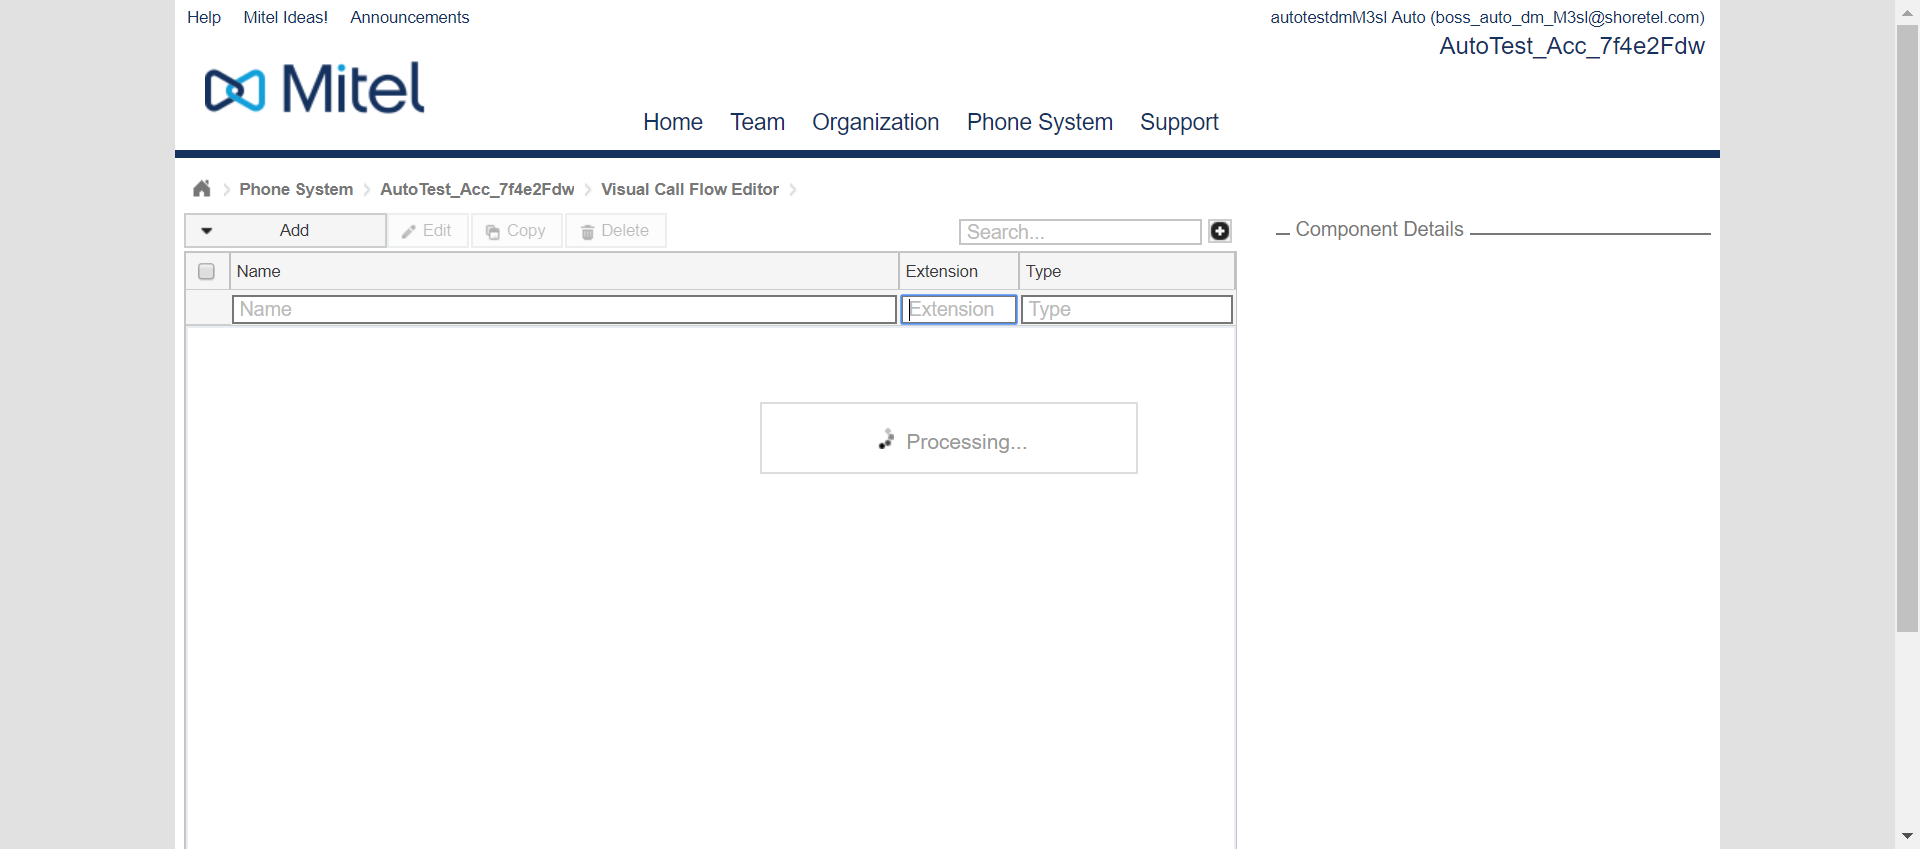 Help Mitel Ideas! Announcements
autotestdmM3sl Auto (boss_auto_dm_M3sl@shoretel.com)
AutoTest_Acc_7f4e2Fdw
Mitel
Home Team Organization Phone System Support
Phone System AutoTest_Acc_7f4e2Fdw Visual Call Flow Editor
Add Edit Copy Delete Search... Component Details
Name Extension Type
Name Extension Type
Processing...